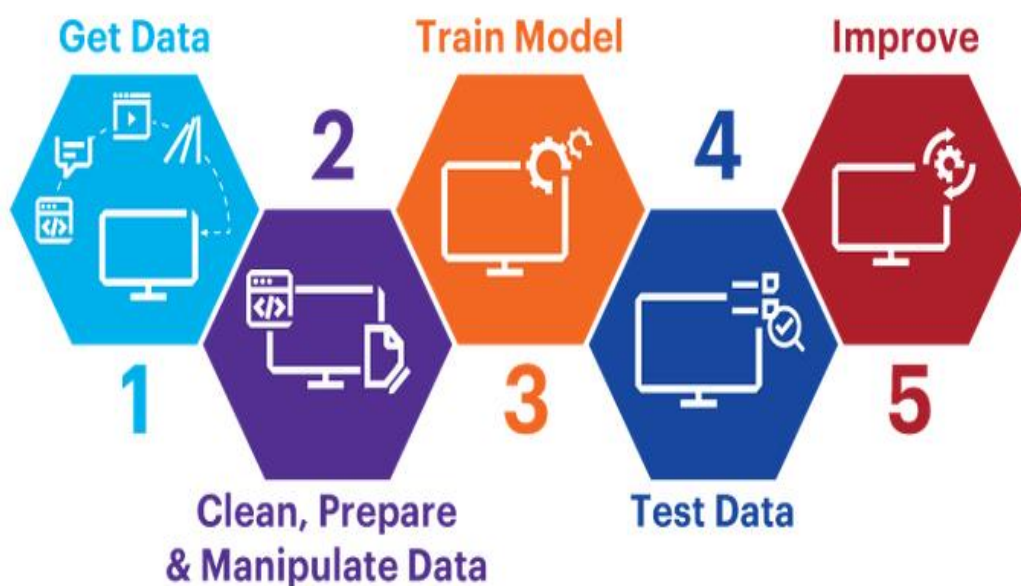 Get Data
1
2
Clean, Prepare
& Manipulate Data
Train Model
3
4
Test Data
Improve
5